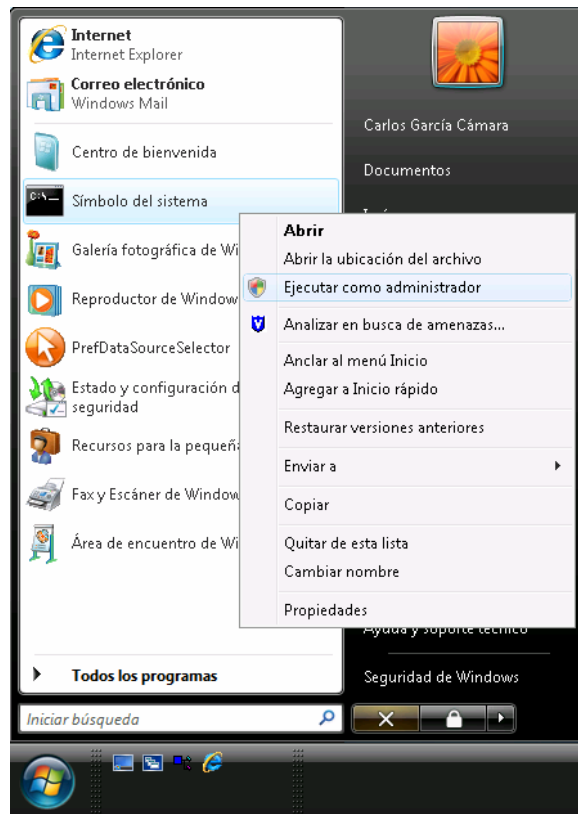 Internet
Internet Explorer
Correo electrónico
Windows Mail
Centro de bienvenida
Símbolo del sistema
Galería fotográfica de Wi
Reproductor de Window
PrefDataSourceSelector
Estado y configuración d
seguridad
Recursos para la pequeñ
Fax y Escáner de Window
Área de encuentro de Wi
Todos los programas
Iniciar búsqueda
Carlos García Cámara
Documentos
Abrir
Abrir la ubicación del archivo
Ejecutar como administrador
Analizar en busca de amenazas...
Anclar al menú Inicio
Agregar a Inicio rápido
Restaurar versiones anteriores
Enviar a
Copiar
Quitar de esta lista
Cambiar nombre
Propiedades
Ayuda y soporte técnico
Seguridad de Windows